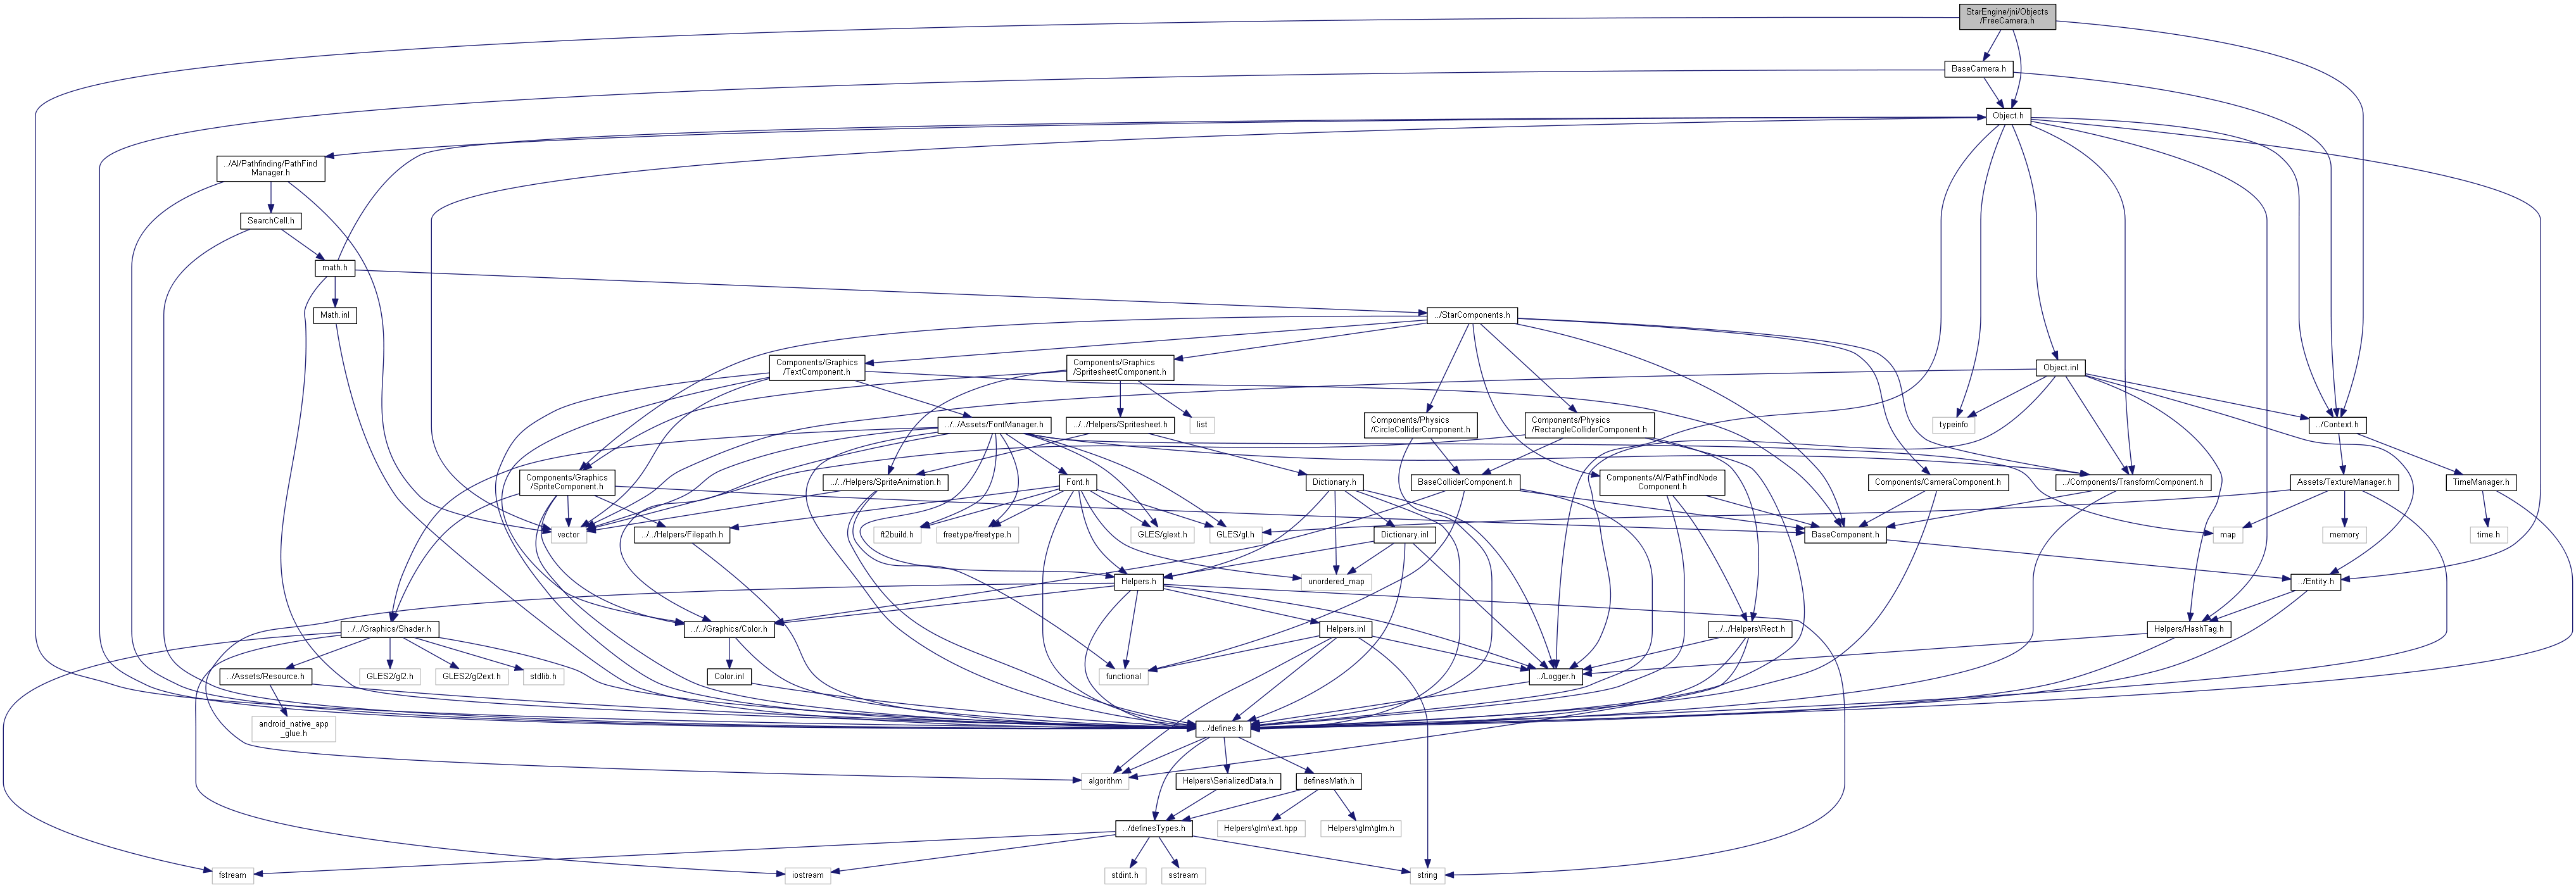 StarEngine/jni/Objects
/FreeCamera.h
BaseCamera.h
Object.h
../AI/Pathfinding/PathFind
Manager.h
SearchCell.h
math.h
Math.inl
../StarComponents.h
Components/Graphics
/TextComponent.h
Components/Graphics
/SpritesheetComponent.h
Object.inl
../../Assets/FontManager.h
../../Helpers/Spritesheet.h
list
Components/Physics
/CircleColliderComponent.h
Components/Physics
/RectangleColliderComponent.h
typeinfo
../Context.h
Components/Graphics
/SpriteComponent.h
../../Helpers/SpriteAnimation.h
Font.h
Dictionary.h
BaseColliderComponent.h
Components/AI/PathFindNode
Component.h
Components/CameraComponent.h
../Components/TransformComponent.h
Assets/TextureManager.h
TimeManager.h
vector
../../Helpers/Filepath.h
ft2build.h
freetype/freetype.h
GLES/glext.h
GLES/gl.h
Dictionary.inl
BaseComponent.h
map
memory
time.h
Helpers.h
unordered_map
../Entity.h
../../Graphics/Shader.h
../../Graphics/Color.h
Helpers.inl
../../Helpers\Rect.h
Helpers/HashTag.h
../Assets/Resource.h
GLES2/gl2.h
GLES2/gl2ext.h
stdlib.h
Color.inl
functional
../Logger.h
android_native_app
_glue.h
../defines.h
algorithm
Helpers\SerializedData.h
definesMath.h
../definesTypes.h
Helpers\glm\ext.hpp
Helpers\glm\glm.h
fstream
iostream
stdint.h
sstream
string